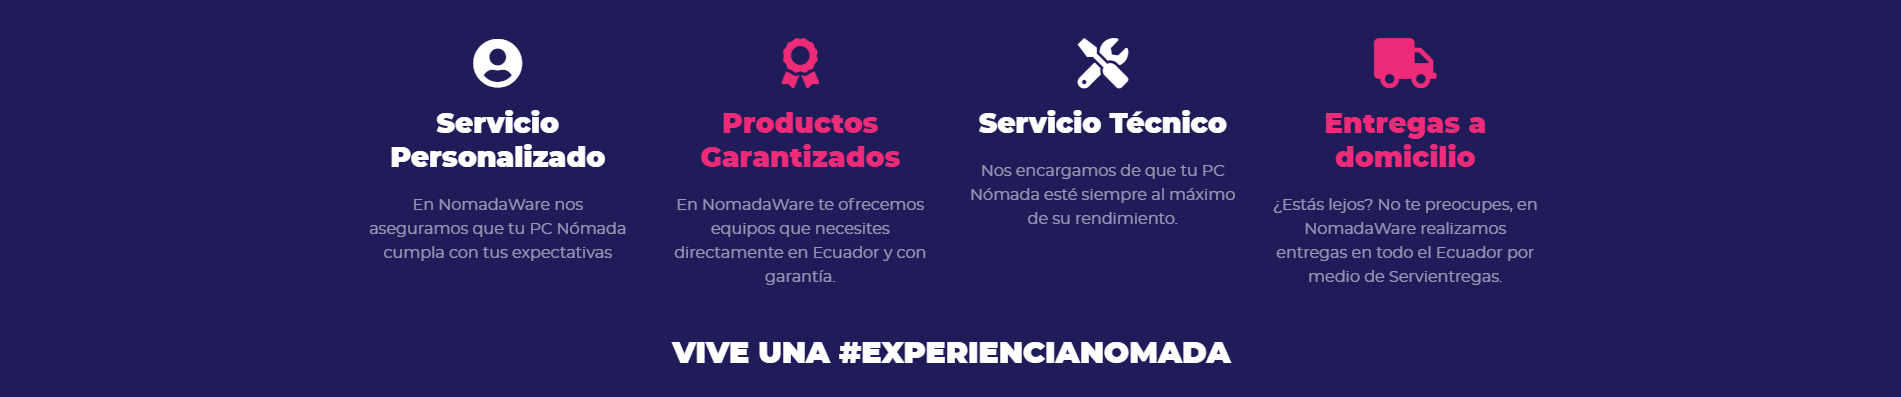 Servicio
Personalizado
En NomadaWare nos
aseguramos que tu PC Nómada
cumpla con tus expectativas
Productos
Garantizados
En NomadaWare te ofrecemos
equipos que necesites
directamente en Ecuador y con
garantía.
Servicio Técnico
Nos encargamos de que tu PC
Nómada esté siempre al máximo
de su rendimiento.
Entregas a
domicilio
¿Estás lejos? No te preocupes, en
NomadaWare realizamos
entregas en todo el Ecuador por
medio de Servientregas.
VIVE UNA #EXPERIENCIANOMADA